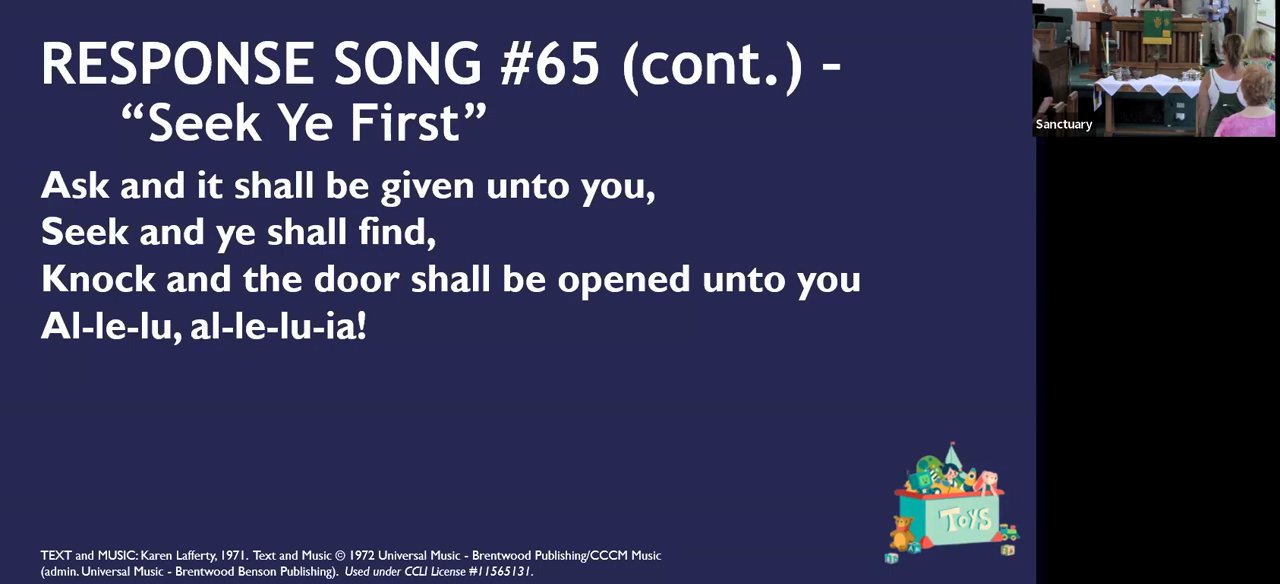 RESPONSE SONG #65 (cont.) -
“Seek Ye First”
Ask and it shall be given unto you,
Seek and ye shall find,
Knock and the door shall be opened unto you
Al-le-lu, al-le-lu-ia!
TOYS
TEXT and MUSIC: Karen Lafferty, 1971. Text and Music © 1972 Universal Music - Brentwood Publishing/CCCM Music
(admin. Universal Music - Brentwood Benson Publishing). Used under CCLI License #11565131.
Sanctuary